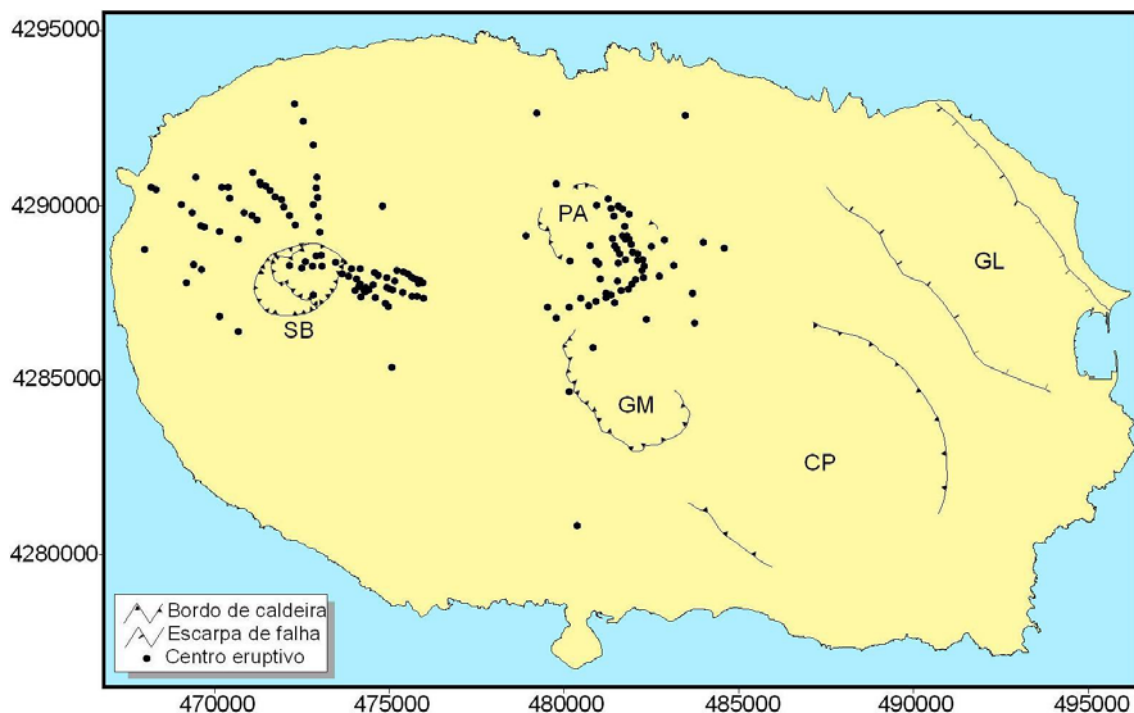 4295000
4290000
4285000
4280000
PA
GL
SB
GM
CP
Bordo de caldeira
Escarpa de falha
Centro eruptivo
470000 475000 480000 485000 490000 495000